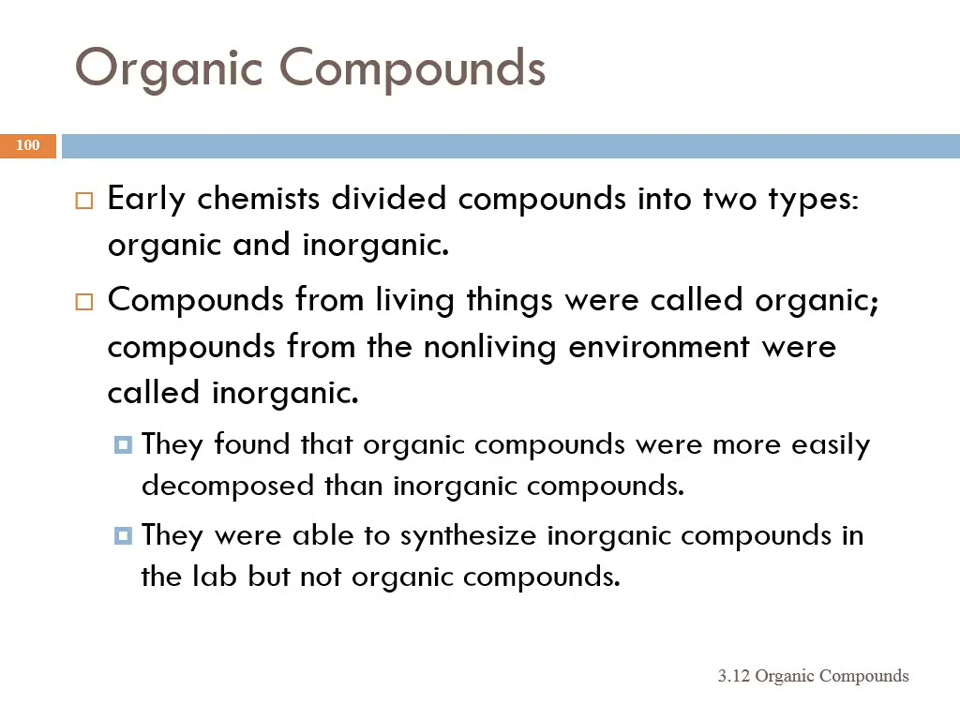 Organic Compounds
100
Early chemists divided compounds into two types:
organic and inorganic.
Compounds from living things were called organic;
compounds from the nonliving environment were
called inorganic.
They found that organic compounds were more easily
decomposed than inorganic compounds.
They were able to synthesize inorganic compounds in
the lab but not organic compounds.
3.12 Organic Compounds